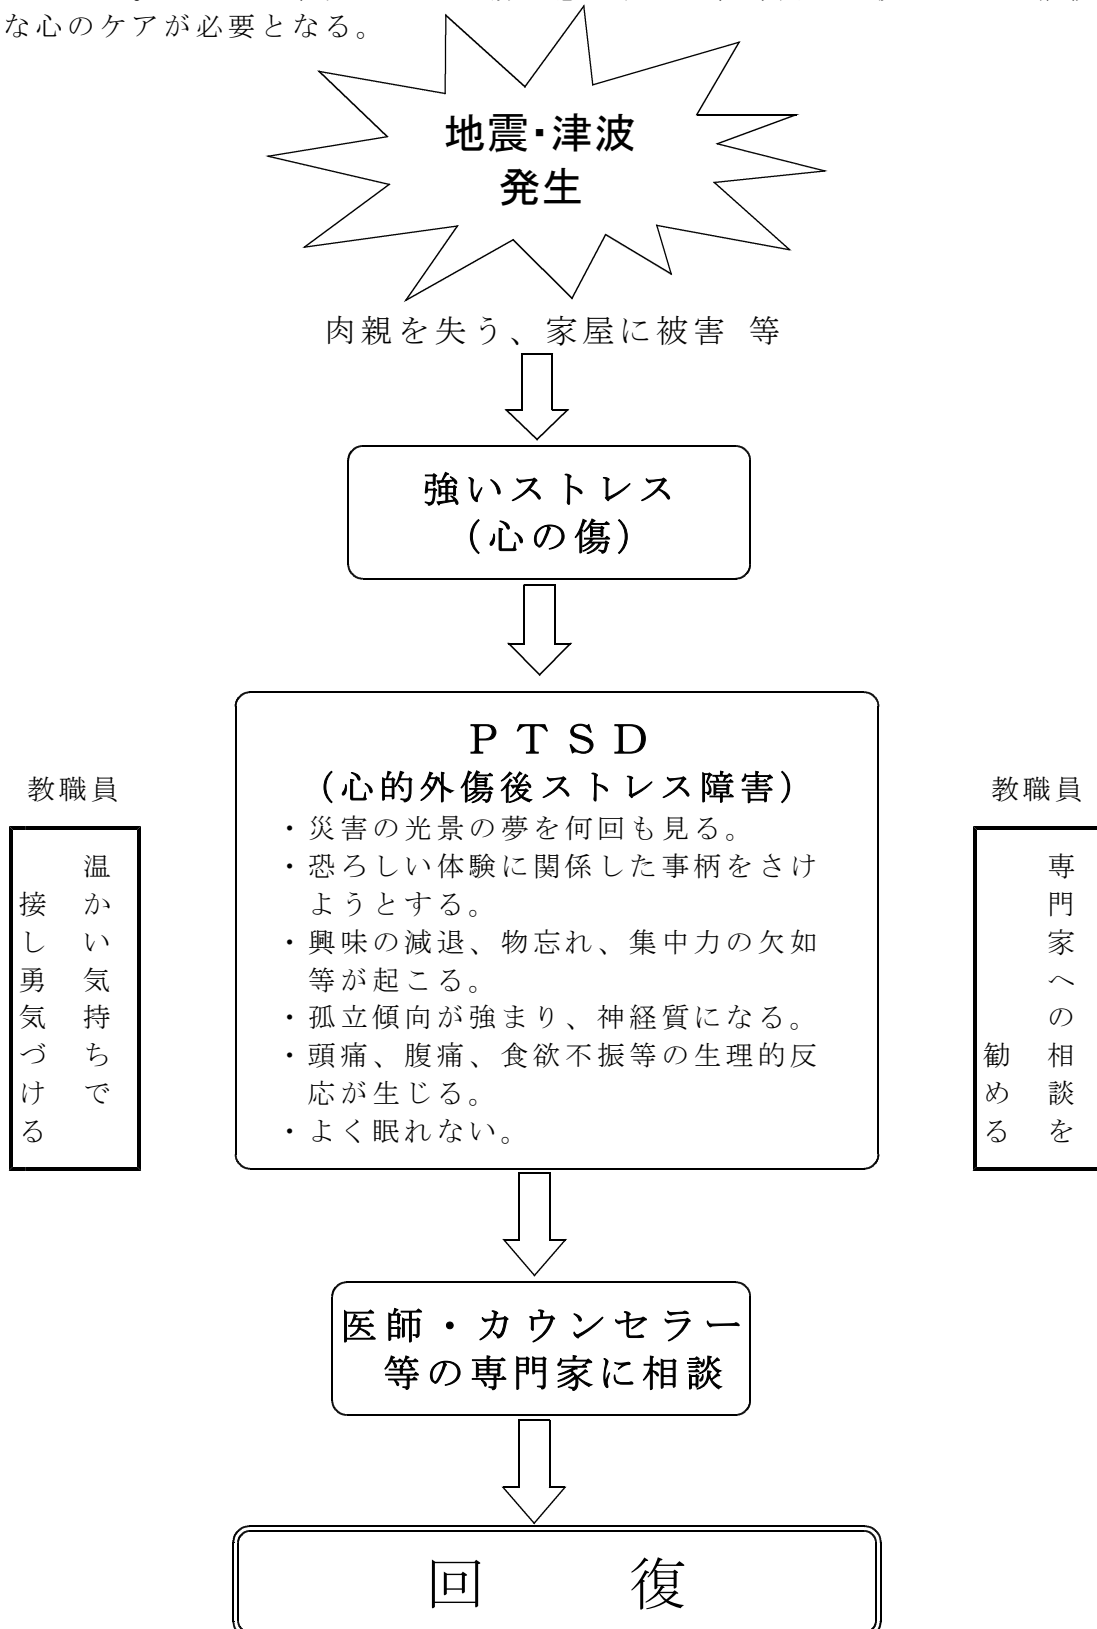 な心のケアが必要となる。
地震・津波
発生
肉親を失う、家屋に被害 等
強いストレス
(心の傷)
ＰＴＳＤ
(心的外傷後ストレス障害)
・災害の光景の夢を何回も見る。
・恐ろしい体験に関係した事柄をさけ
ようとする。
・興味の減退、物忘れ、集中力の欠如
等が起こる。
・孤立傾向が強まり、神経質になる。
・頭痛、腹痛、食欲不振等の生理的反
応が生じる。
・よく眠れない。
教職員
温かい気持ちで
接し勇気づける
教職員
専門家への相談を
勧める
医師・カウンセラー
等の専門家に相談
回　復